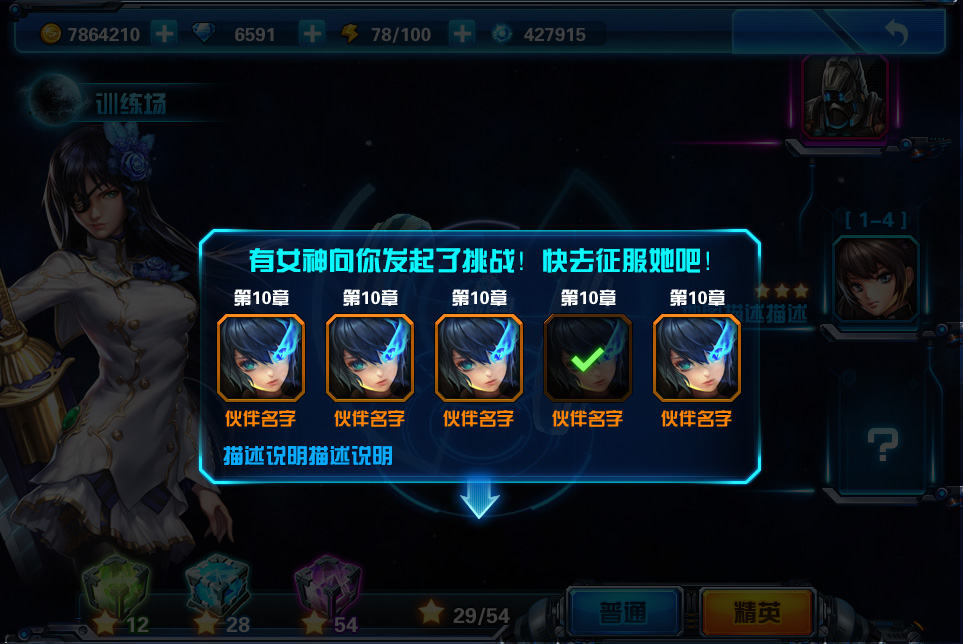 7864210 6591 78/100 427915
训练场
[ 1-4 ]
有女神向你发起了挑战！快去征服她吧！
第10章 第10章 第10章 第10章 第10章
描述描述
伙伴名字 伙伴名字 伙伴名字 伙伴名字 伙伴名字
描述说明描述说明
?
12 28 54 29/54
普通 精英